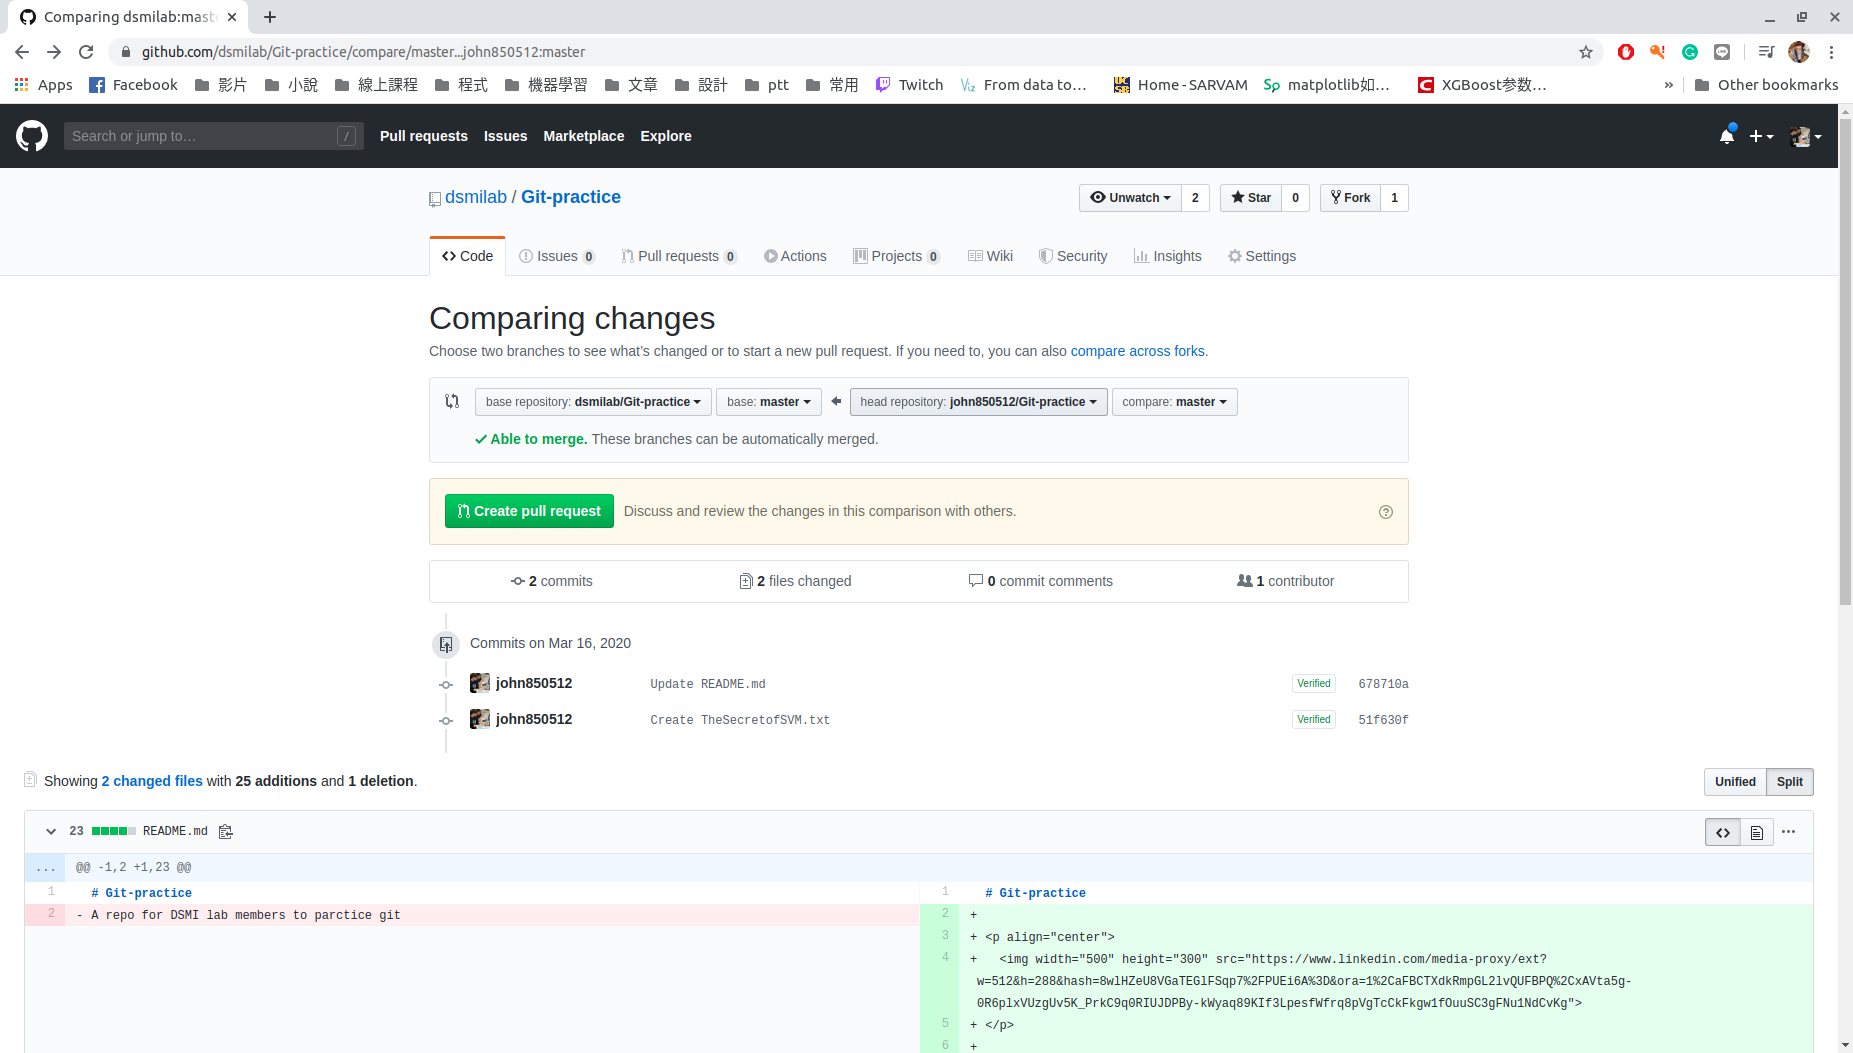 Comparing dsmilab:maste
github.com/dsmilab/Git-practice/compare/master...john850512:master
Apps Facebook 影片 小說 線上課程 程式 機器學習 文章 設計 ptt 常用 Twitch From data to… Home - SARVAM matplotlib如… XGBoost参数… » Other bookmarks
Search or jump to… / Pull requests Issues Marketplace Explore
dsmilab / Git-practice Unwatch 2 Star 0 Fork 1
Code Issues 0 Pull requests 0 Actions Projects 0 Wiki Security Insights Settings
Comparing changes
Choose two branches to see what's changed or to start a new pull request. If you need to, you can also compare across forks.
base repository: dsmilab/Git-practice base: master head repository: john850512/Git-practice compare: master
Able to merge. These branches can be automatically merged.
Create pull request Discuss and review the changes in this comparison with others.
2 commits 2 files changed 0 commit comments 1 contributor
Commits on Mar 16, 2020
john850512 Update README.md Verified 678710a
john850512 Create TheSecretofSVM.txt Verified 51f630f
Showing 2 changed files with 25 additions and 1 deletion. Unified Split
23 README.md
... @@ -1,2 +1,23 @@
1 # Git-practice 1 # Git-practice
2 - A repo for DSMI lab members to parctice git 2 +
3 + <p align="center">
4 + <img width="500" height="300" src="https://www.linkedin.com/media-proxy/ext?
w=512&h=288&hash=8wlHZeU8VGaTEGlFSqp7%2FPUEi6A%3D&ora=1%2CaFBCTXdkRmpGL2lvQUFBPQ%2CxAVta5g-
0R6plxVUzgUv5K_PrkC9q0RIUJDPBy-kWyaq89KIf3LpesfWfrq8pVgTcCkFkgw1fOuuSC3gFNu1NdCvKg">
5 + </p>
6 +